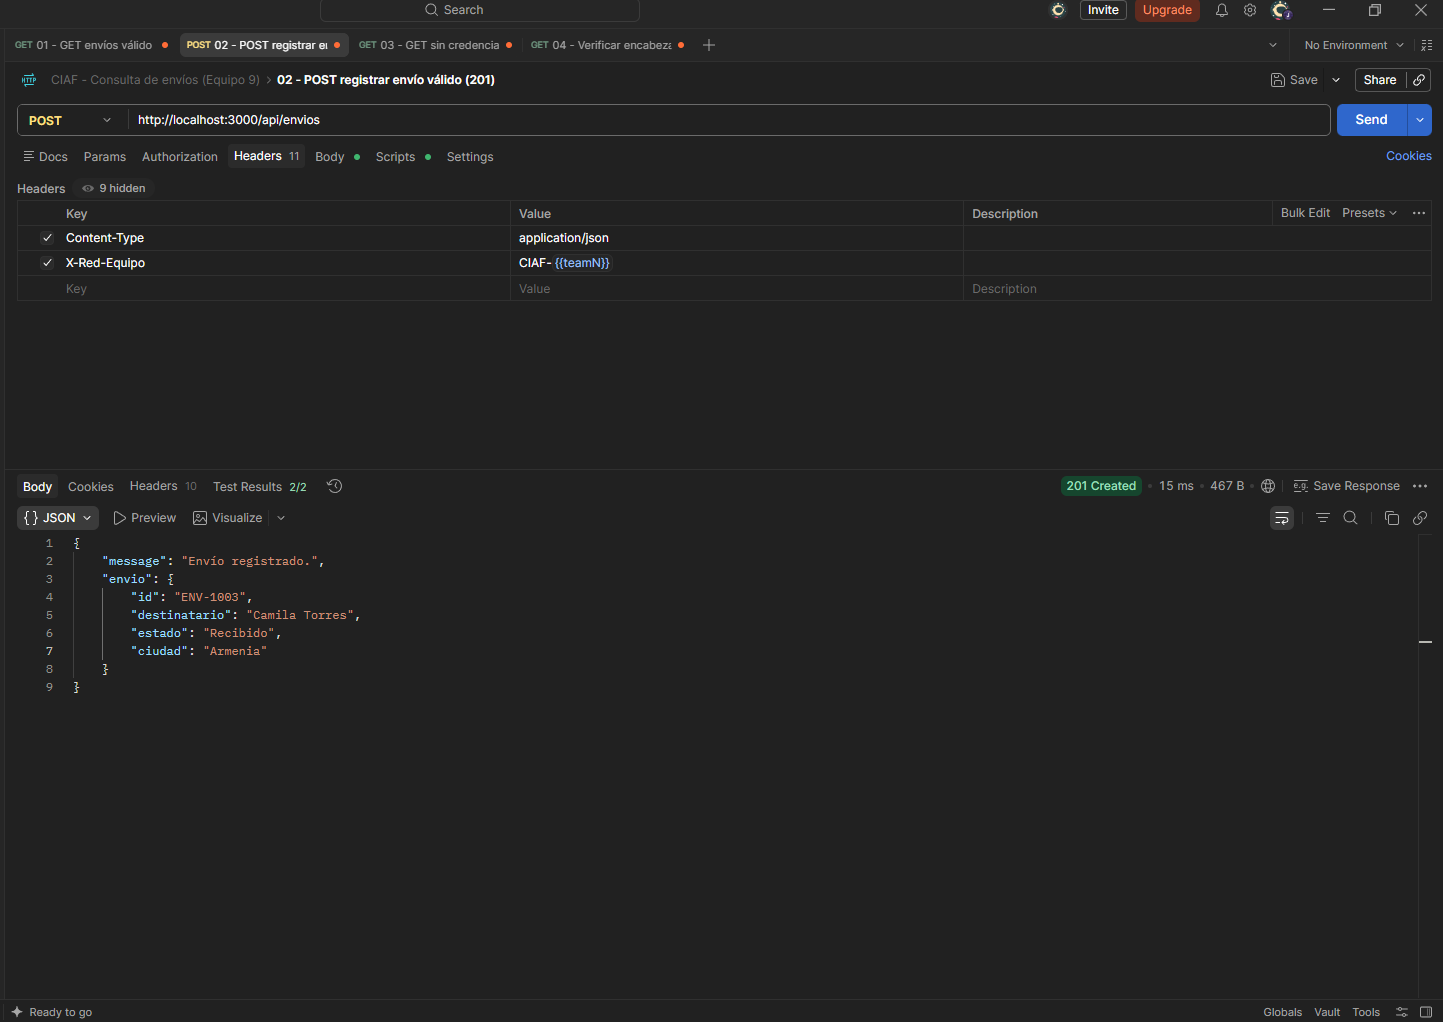 Search
Invite
Upgrade
GET 01 - GET envíos válido
POST 02 - POST registrar er
GET 03 - GET sin credencia
GET 04 - Verificar encabeza
No Environment
HTTP
CIAF - Consulta de envíos (Equipo 9) > 02 - POST registrar envío válido (201)
Save
Share
POST
http://localhost:3000/api/envios
Send
Docs
Params
Authorization
Headers 11
Body
Scripts
Settings
Cookies
Headers
9 hidden
Key
Value
Description
Bulk Edit
Presets
Content-Type
application/json
X-Red-Equipo
CIAF-{{teamN}}
Key
Value
Description
Body
Cookies
Headers 10
Test Results 2/2
201 Created
15 ms
467 B
e.g. Save Response
{} JSON
Preview
Visualize
1 {
2 "message": "Envío registrado.",
3 "envio": {
4 "id": "ENV-1003",
5 "destinatario": "Camila Torres",
6 "estado": "Recibido",
7 "ciudad": "Armenia"
8 }
9 }
Ready to go
Globals
Vault
Tools